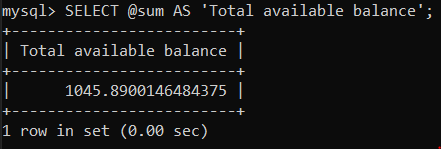 mysql> SELECT @sum AS 'Total available balance';
+-------------------------+
| Total available balance |
+-------------------------+
|      1045.8900146484375 |
+-------------------------+
1 row in set (0.00 sec)